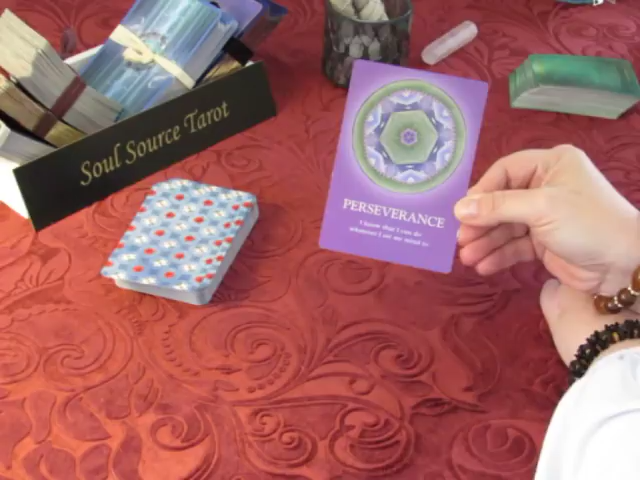 Soul Source Tarot
PERSEVERANCE
I know that I can do
whatever I set my mind to